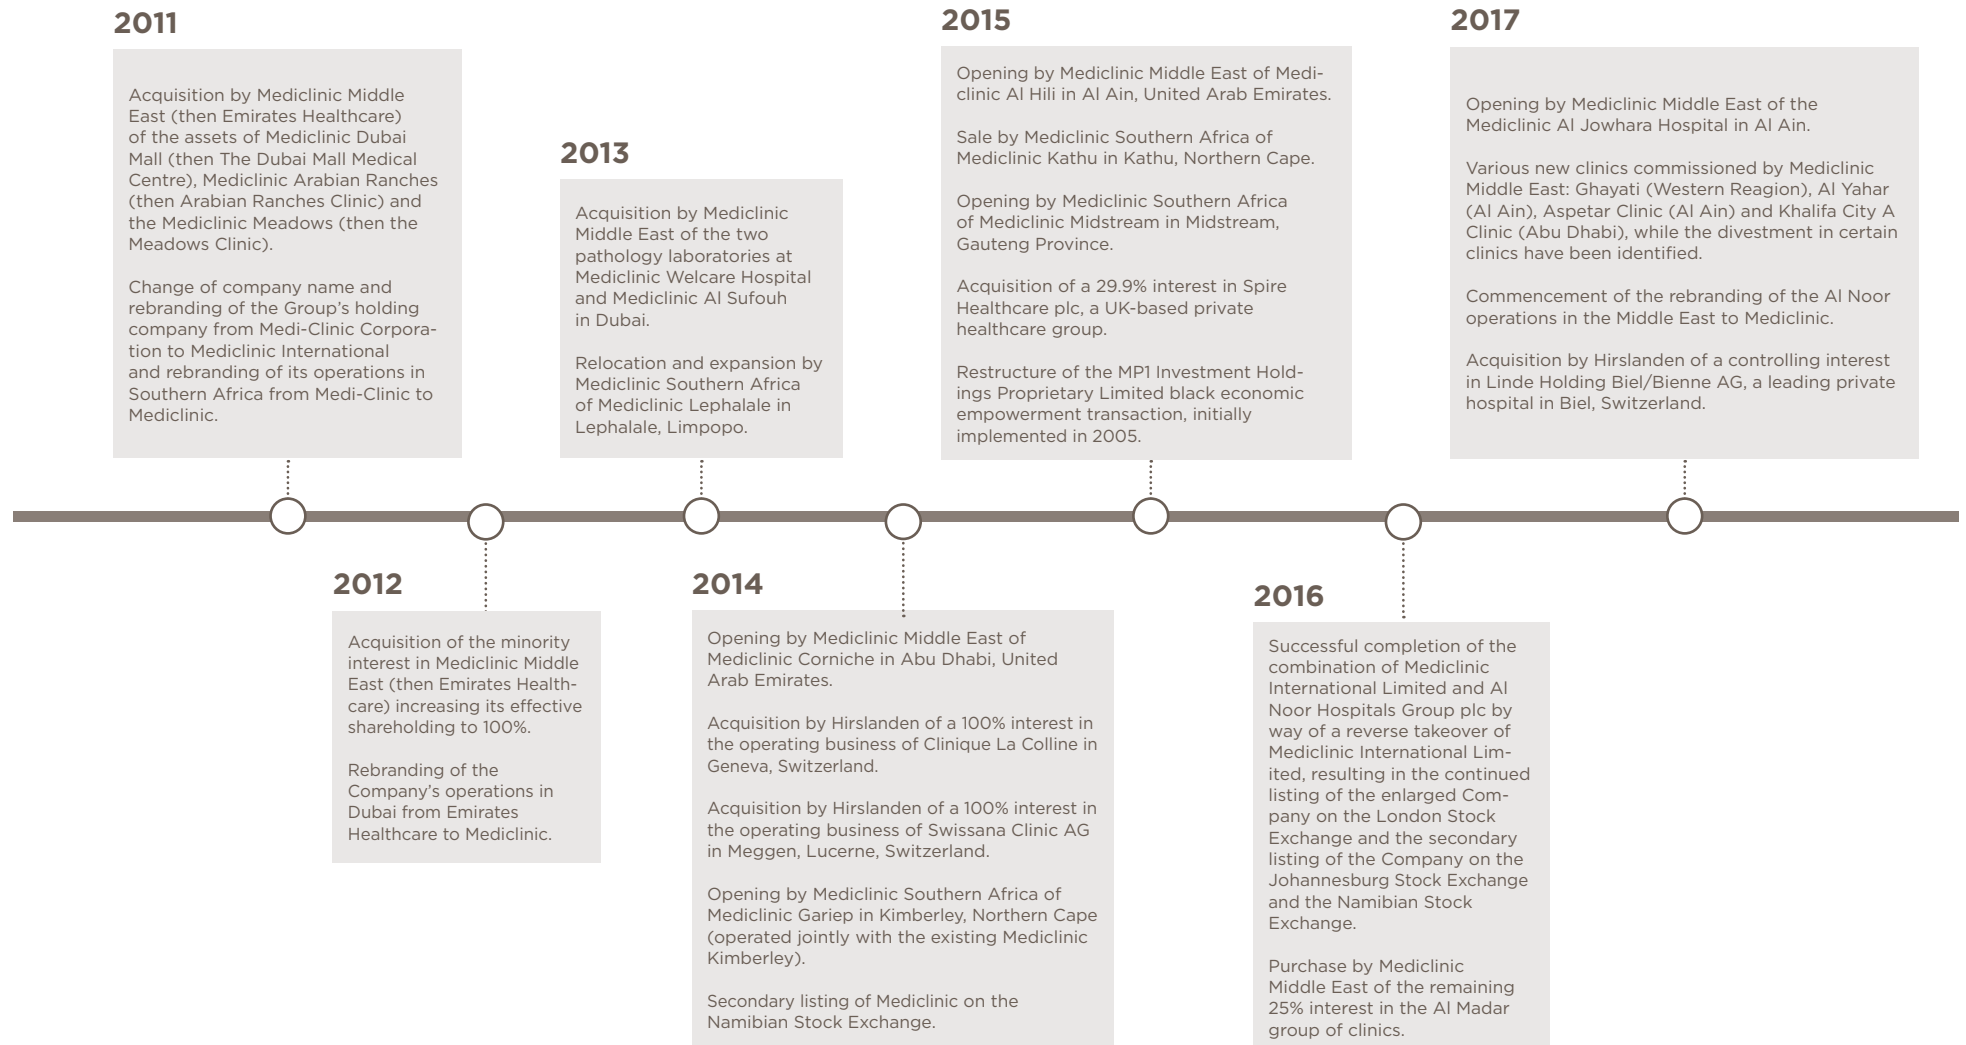 2011
Acquisition by Mediclinic Middle
East (then Emirates Healthcare)
of the assets of Mediclinic Dubai
Mall (then The Dubai Mall Medical
Centre), Mediclinic Arabian Ranches
(then Arabian Ranches Clinic) and
the Mediclinic Meadows (then the
Meadows Clinic).
Change of company name and
rebranding of the Group’s holding
company from Medi-Clinic Corpora-
tion to Mediclinic International
and rebranding of its operations in
Southern Africa from Medi-Clinic to
Mediclinic.
2012
Acquisition of the minority
interest in Mediclinic Middle
East (then Emirates Health-
care) increasing its effective
shareholding to 100%.
Rebranding of the
Company’s operations in
Dubai from Emirates
Healthcare to Mediclinic.
2013
Acquisition by Mediclinic
Middle East of the two
pathology laboratories at
Mediclinic Welcare Hospital
and Mediclinic Al Sufouh
in Dubai.
Relocation and expansion by
Mediclinic Southern Africa
of Mediclinic Lephalale in
Lephalale, Limpopo.
2014
Opening by Mediclinic Middle East of
Mediclinic Corniche in Abu Dhabi, United
Arab Emirates.
Acquisition by Hirslanden of a 100% interest in
the operating business of Clinique La Colline in
Geneva, Switzerland.
Acquisition by Hirslanden of a 100% interest in
the operating business of Swissana Clinic AG
in Meggen, Lucerne, Switzerland.
Opening by Mediclinic Southern Africa of
Mediclinic Gariep in Kimberley, Northern Cape
(operated jointly with the existing Mediclinic
Kimberley).
Secondary listing of Mediclinic on the
Namibian Stock Exchange.
2015
Opening by Mediclinic Middle East of Medi-
clinic Al Hili in Al Ain, United Arab Emirates.
Sale by Mediclinic Southern Africa of
Mediclinic Kathu in Kathu, Northern Cape.
Opening by Mediclinic Southern Africa
of Mediclinic Midstream in Midstream,
Gauteng Province.
Acquisition of a 29.9% interest in Spire
Healthcare plc, a UK-based private
healthcare group.
Restructure of the MP1 Investment Hold-
ings Proprietary Limited black economic
empowerment transaction, initially
implemented in 2005.
2016
Successful completion of the
combination of Mediclinic
International Limited and Al
Noor Hospitals Group plc by
way of a reverse takeover of
Mediclinic International Lim-
ited, resulting in the continued
listing of the enlarged Com-
pany on the London Stock
Exchange and the secondary
listing of the Company on the
Johannesburg Stock Exchange
and the Namibian Stock
Exchange.
Purchase by Mediclinic
Middle East of the remaining
25% interest in the Al Madar
group of clinics.
2017
Opening by Mediclinic Middle East of the
Mediclinic Al Jowhara Hospital in Al Ain.
Various new clinics commissioned by Mediclinic
Middle East: Ghayati (Western Reagion), Al Yahar
(Al Ain), Aspetar Clinic (Al Ain) and Khalifa City A
Clinic (Abu Dhabi), while the divestment in certain
clinics have been identified.
Commencement of the rebranding of the Al Noor
operations in the Middle East to Mediclinic.
Acquisition by Hirslanden of a controlling interest
in Linde Holding Biel/Bienne AG, a leading private
hospital in Biel, Switzerland.